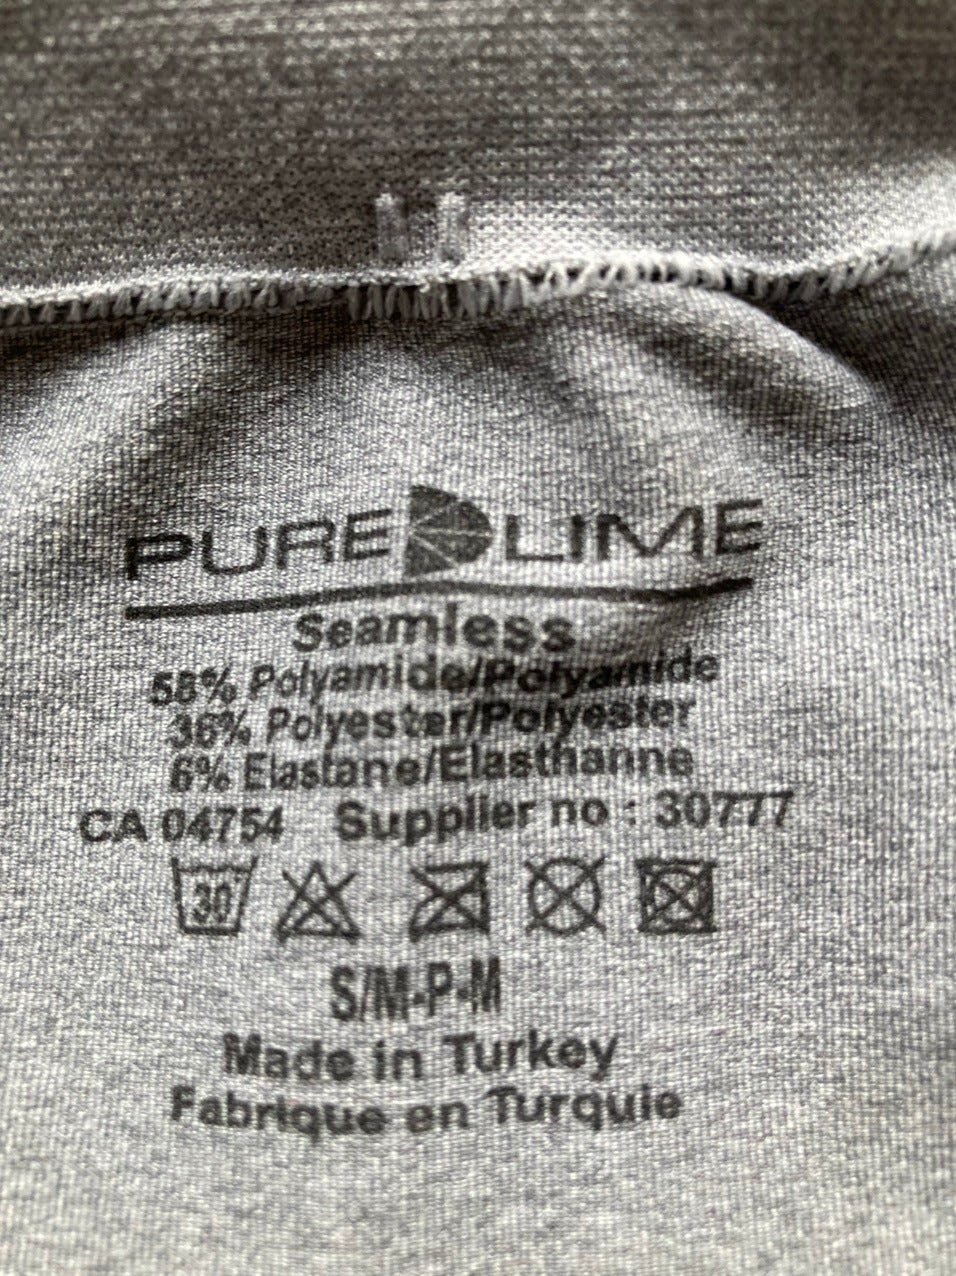 PURE LIME
Seamless
58% Polyamide/Polyamide
36% Polyester/Polyester
6% Elastane/Elasthanne
CA 04754 Supplier no : 30777
30
S/M-P-M
Made in Turkey
Fabrique en Turquie